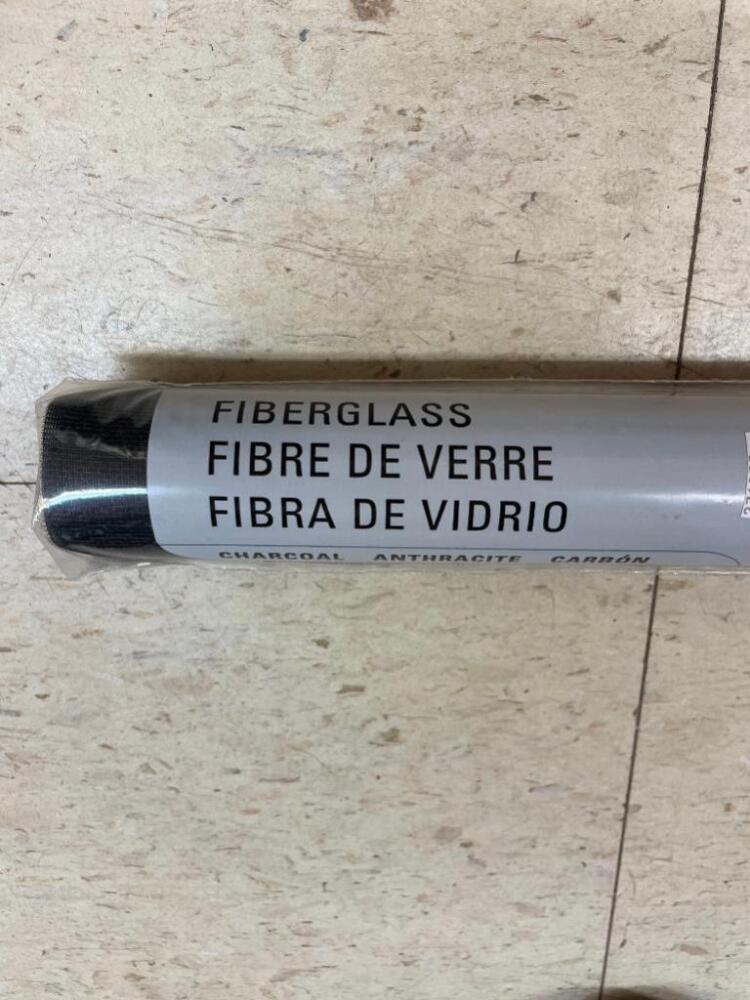 FIBERGLASS
FIBRE DE VERRE
FIBRA DE VIDRIO
CHARCOAL ANTHRACITE CARBÓN